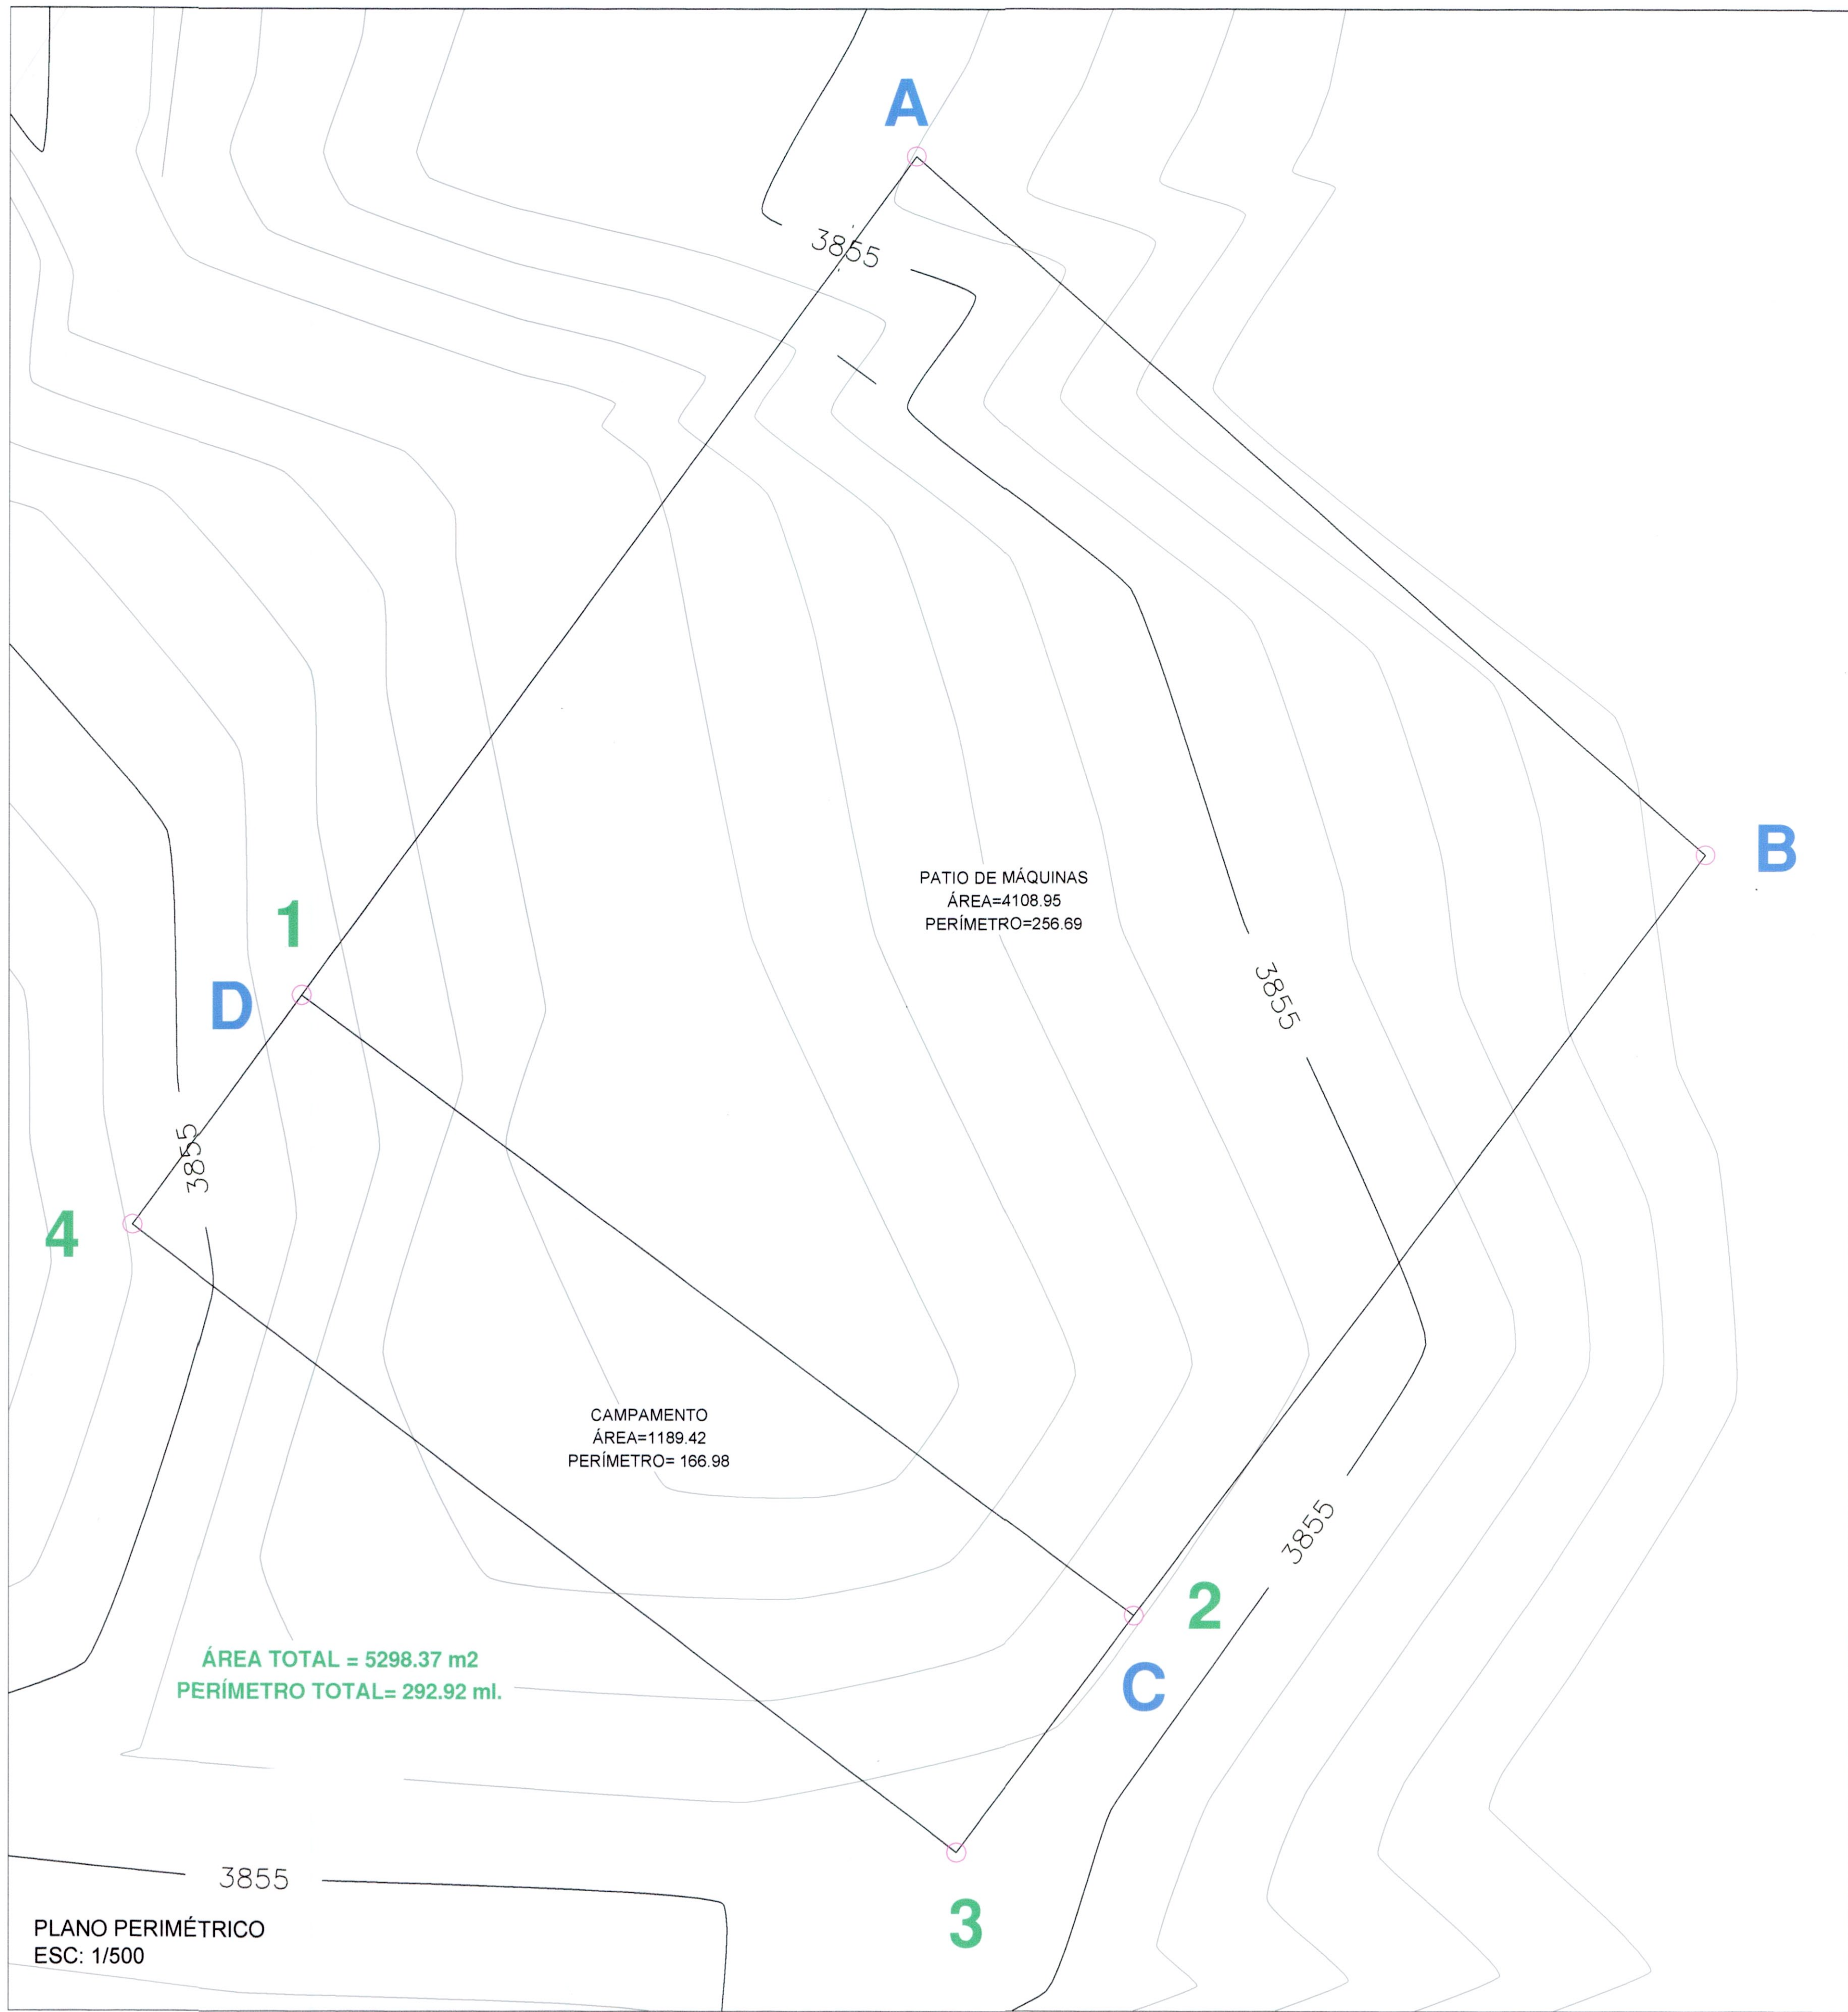 A
3855
B
PATIO DE MÁQUINAS
ÁREA=4108.95
PERÍMETRO=256.69
1
D
3855
3855
4
CAMPAMENTO
ÁREA=1189.42
PERÍMETRO= 166.98
3855
2
C
ÁREA TOTAL = 5298.37 m2
PERÍMETRO TOTAL= 292.92 ml.
3855
3
PLANO PERIMÉTRICO
ESC: 1/500